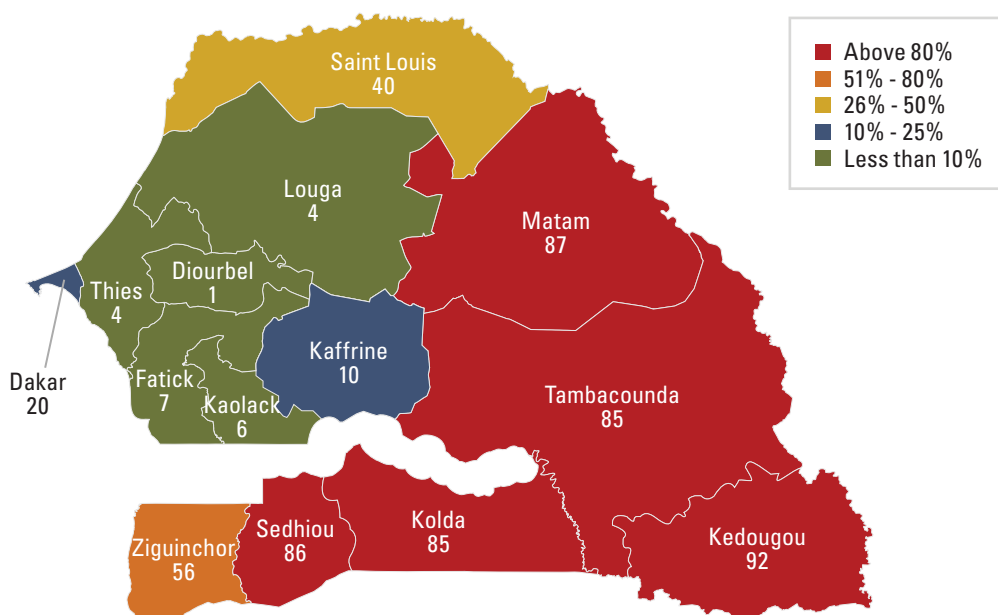 Saint Louis
40
Above 80%
51% - 80%
26% - 50%
10% - 25%
Less than 10%
Louga
4
Matam
87
Diourbel
1
Thies
4
Kaffrine
10
Dakar
20
Fatick
7
Kaolack
6
Tambacounda
85
Ziguinchor
56
Sedhiou
86
Kolda
85
Kedougou
92